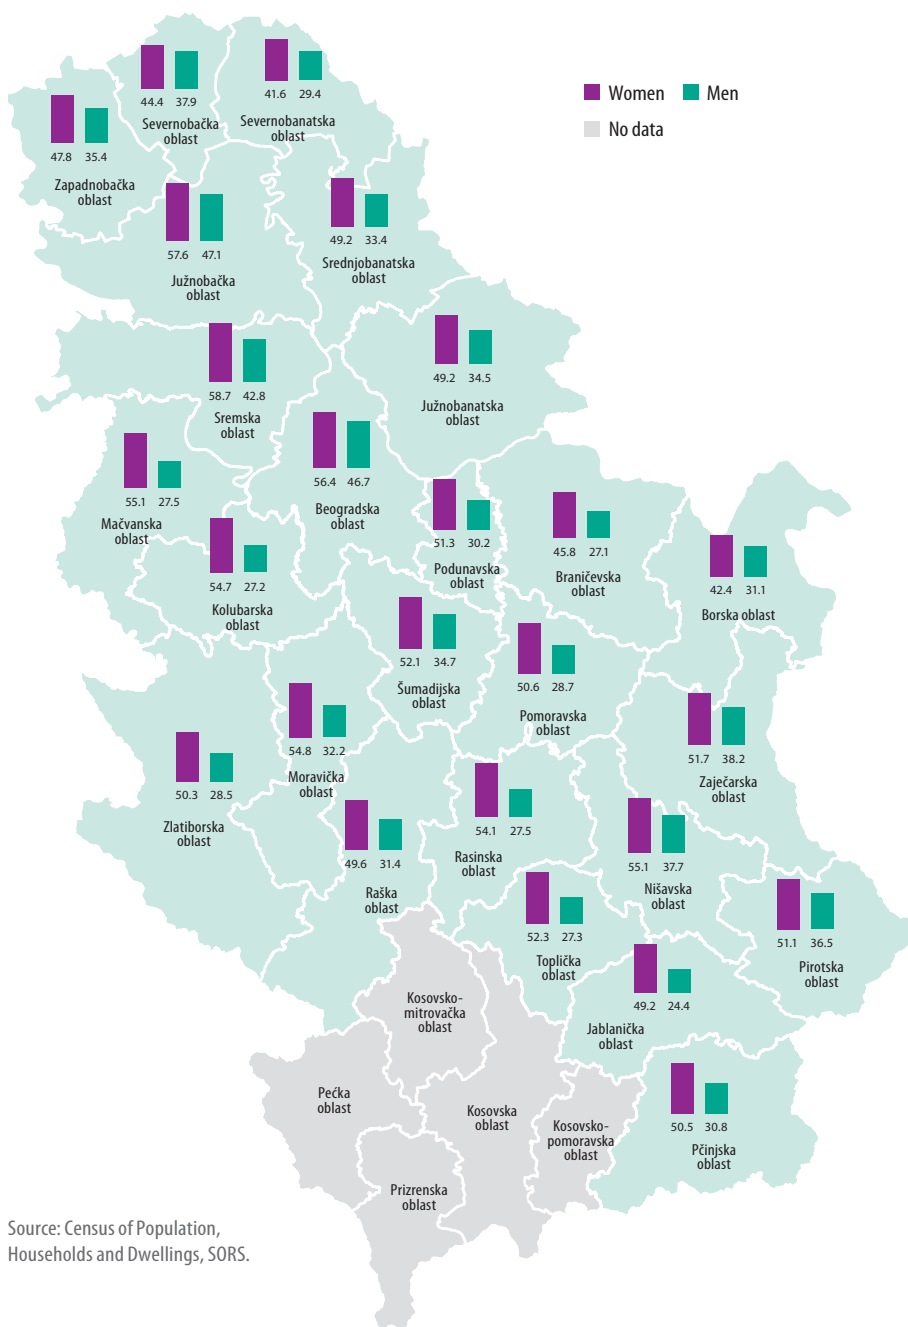 Women
Men
No data
44.4 37.9
Severnobačka
oblast
41.6 29.4
Severnobanatska
oblast
47.8 35.4
Zapadnobačka
oblast
57.6 47.1
Južnobačka
oblast
49.2 33.4
Srednjobanatska
oblast
58.7 42.8
Sremska
oblast
49.2 34.5
Južnobanatska
oblast
55.1 27.5
Mačvanska
oblast
56.4 46.7
Beogradska
oblast
51.3 30.2
Podunavska
oblast
45.8 27.1
Braničevska
oblast
42.4 31.1
Borska oblast
54.7 27.2
Kolubarska
oblast
52.1 34.7
Šumadijska
oblast
50.6 28.7
Pomoravska
oblast
51.7 38.2
Zaječarska
oblast
54.8 32.2
Moravička
oblast
50.3 28.5
Zlatiborska
oblast
49.6 31.4
Raška
oblast
54.1 27.5
Rasinska
oblast
55.1 37.7
Nišavska
oblast
51.1 36.5
Pirotska
oblast
52.3 27.3
Toplička
oblast
49.2 24.4
Jablanička
oblast
Kosovsko-
mitrovačka
oblast
Pećka
oblast
Kosovska
oblast
Kosovsko-
pomoravska
oblast
50.5 30.8
Pčinjska
oblast
Prizrenska
oblast
Source: Census of Population,
Households and Dwellings, SORS.